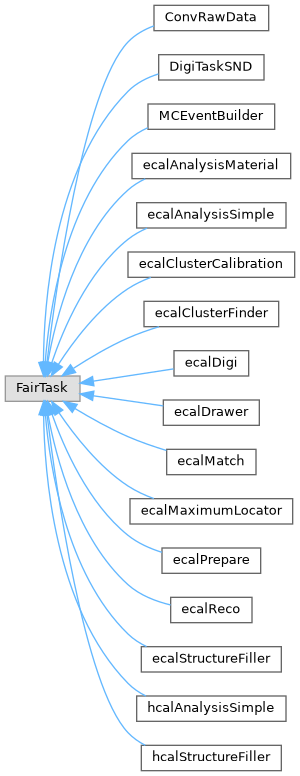 ConvRawData
DigiTaskSND
MCEventBuilder
ecalAnalysisMaterial
ecalAnalysisSimple
ecalClusterCalibration
ecalClusterFinder
ecalDigi
FairTask
ecalDrawer
ecalMatch
ecalMaximumLocator
ecalPrepare
ecalReco
ecalStructureFiller
hcalAnalysisSimple
hcalStructureFiller